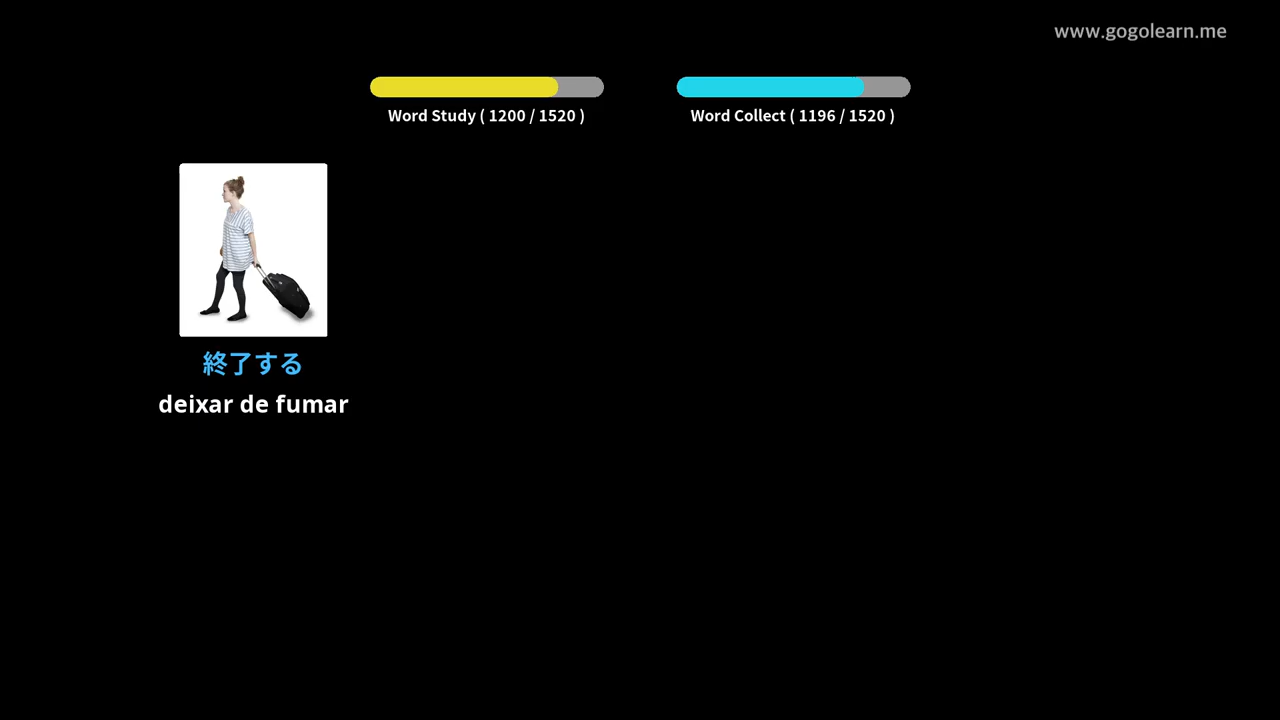 www.gogolearn.me
Word Study ( 1200 / 1520 )
Word Collect ( 1196 / 1520 )
終了する
deixar de fumar